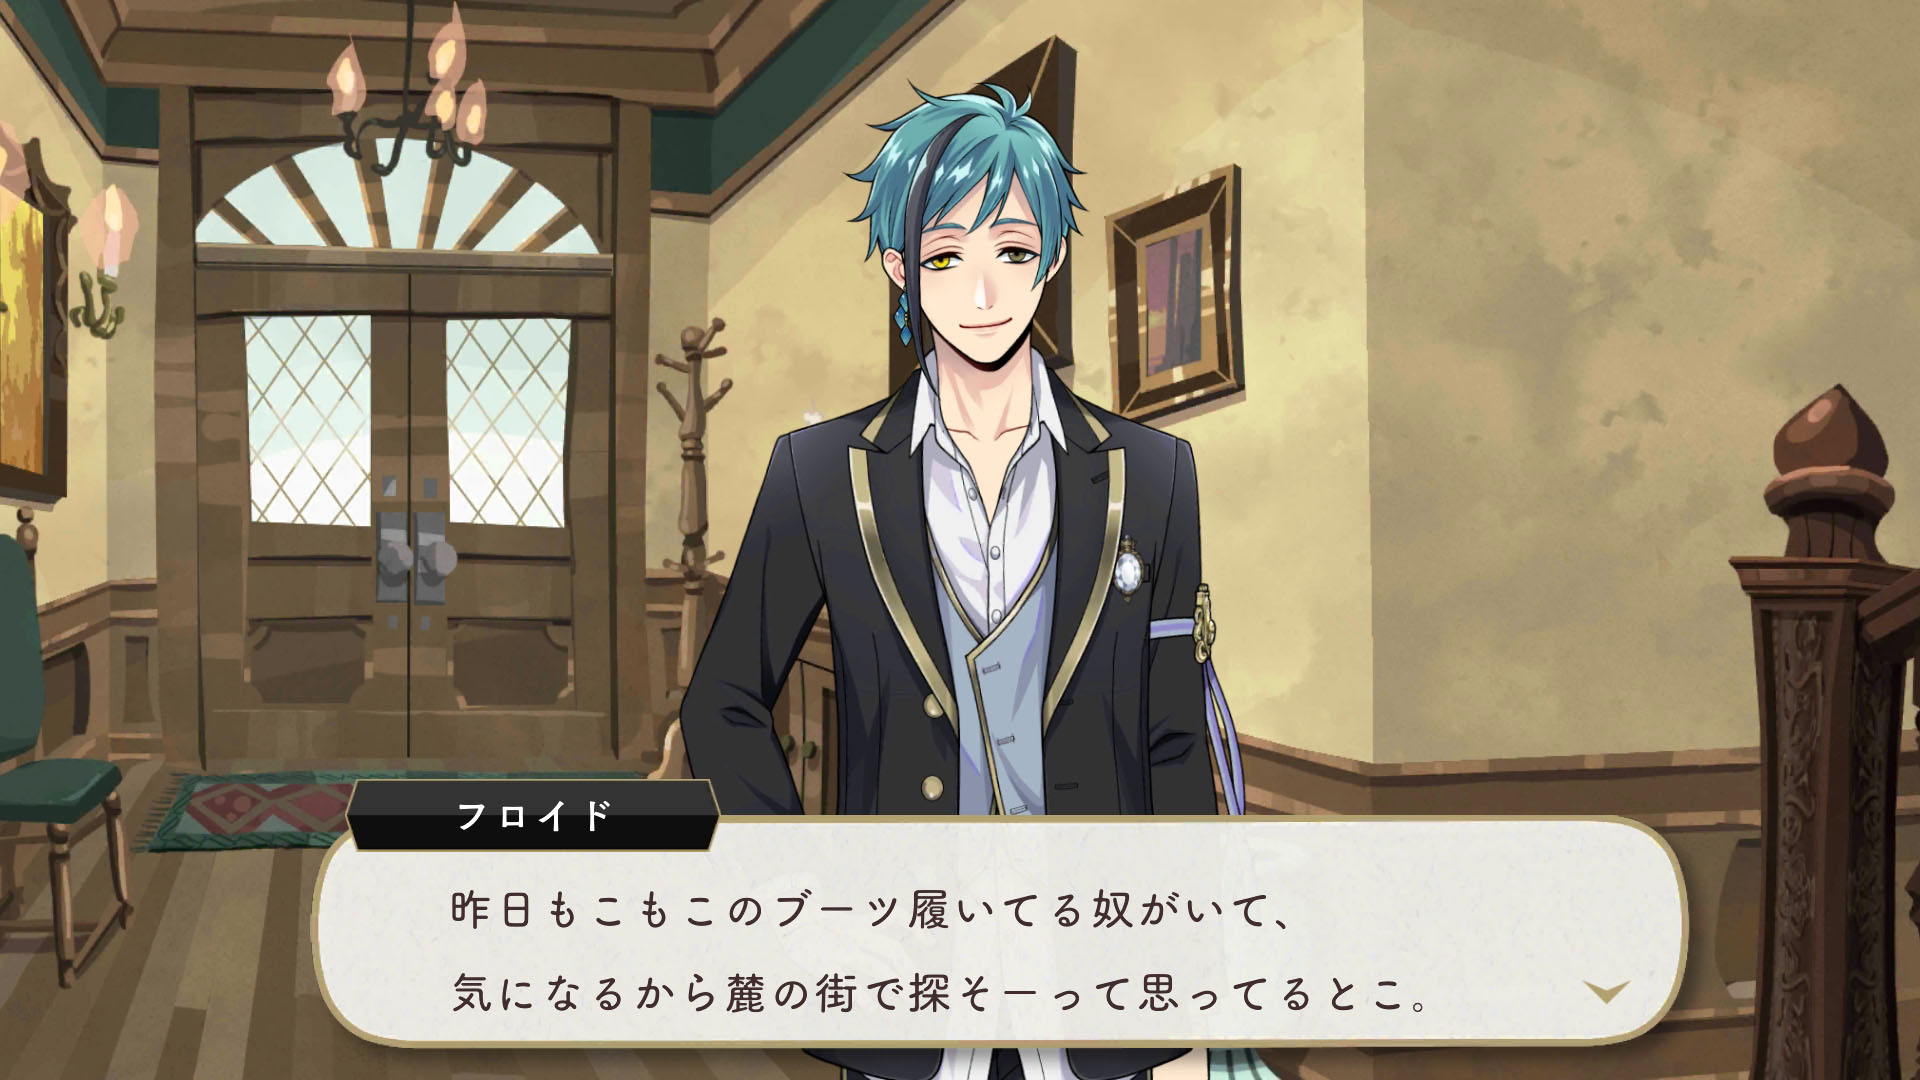 フロイド
昨日もこもこのブーツ履いてる奴がいて、
気になるから麓の街で探そーって思ってるとこ。